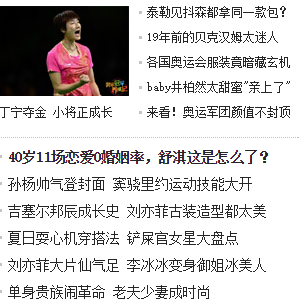 泰勒见抖森都拿同一款包？
19年前的贝克汉姆太迷人
各国奥运会服装竟暗藏玄机
baby井柏然太甜蜜"亲上了"
来看！奥运军团颜值不封顶
丁宁夺金 小将正成长
40岁11场恋爱0婚姻率，舒淇这是怎么了？
孙杨帅气登封面 窦骁里约运动技能大开
吉塞尔邦辰成长史 刘亦菲古装造型都太美
夏日耍心机穿搭法 铲屎官女星大盘点
刘亦菲大片仙气足 李冰冰变身御姐冰美人
单身贵族闹革命 老夫少妻成时尚